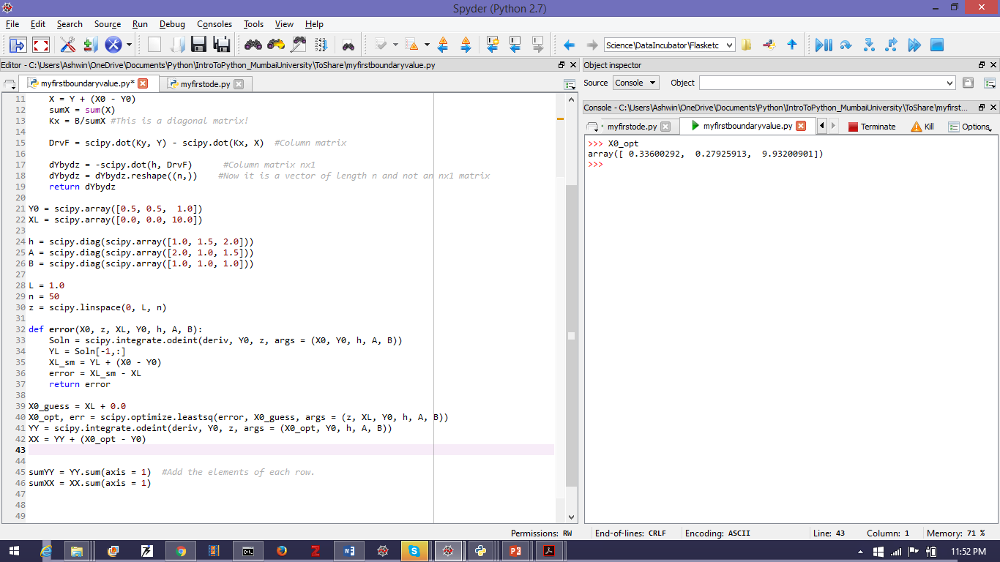 Spyder (Python 2.7)
File Edit Search Source Run Debug Consoles Tools View Help
Science\DataIncubator\Flasketc
Editor - C:\Users\Ashwin\OneDrive\Documents\Python\IntroToPython_MumbaiUniversity\ToShare\myfirstboundaryvalue.py
myfirstboundaryvalue.py* myfirstode.py
11 X = Y + (X0 - Y0)
12 sumX = sum(X)
13 Kx = B/sumX #This is a diagonal matrix!
14
15 DrvF = scipy.dot(Ky, Y) - scipy.dot(Kx, X) #Column matrix
16
17 dYbydz = -scipy.dot(h, DrvF) #Column matrix nx1
18 dYbydz = dYbydz.reshape((n,)) #Now it is a vector of length n and not an nx1 matrix
19 return dYbydz
20
21 Y0 = scipy.array([0.5, 0.5, 1.0])
22 XL = scipy.array([0.0, 0.0, 10.0])
23
24 h = scipy.diag(scipy.array([1.0, 1.5, 2.0]))
25 A = scipy.diag(scipy.array([2.0, 1.0, 1.5]))
26 B = scipy.diag(scipy.array([1.0, 1.0, 1.0]))
27
28 L = 1.0
29 n = 50
30 z = scipy.linspace(0, L, n)
31
32 def error(X0, z, XL, Y0, h, A, B):
33 Soln = scipy.integrate.odeint(deriv, Y0, z, args = (X0, Y0, h, A, B))
34 YL = Soln[-1,:]
35 XL_sm = YL + (X0 - Y0)
36 error = XL_sm - XL
37 return error
38
39 X0_guess = XL + 0.0
40 X0_opt, err = scipy.optimize.leastsq(error, X0_guess, args = (z, XL, Y0, h, A, B))
41 YY = scipy.integrate.odeint(deriv, Y0, z, args = (X0_opt, Y0, h, A, B))
42 XX = YY + (X0_opt - Y0)
43
44
45 sumYY = YY.sum(axis = 1) #Add the elements of each row.
46 sumXX = XX.sum(axis = 1)
47
48
49
Object inspector
Source Console Object
Console - C:\Users\Ashwin\OneDrive\Documents\Python\IntroToPython_MumbaiUniversity\ToShare\myfirst...
myfirstode.py myfirstboundaryvalue.py Terminate Kill Options
>>> X0_opt
array([ 0.33600292, 0.27925913, 9.93200901])
>>>
Permissions: RW End-of-lines: CRLF Encoding: ASCII Line: 43 Column: 1 Memory: 71 %
11:52 PM